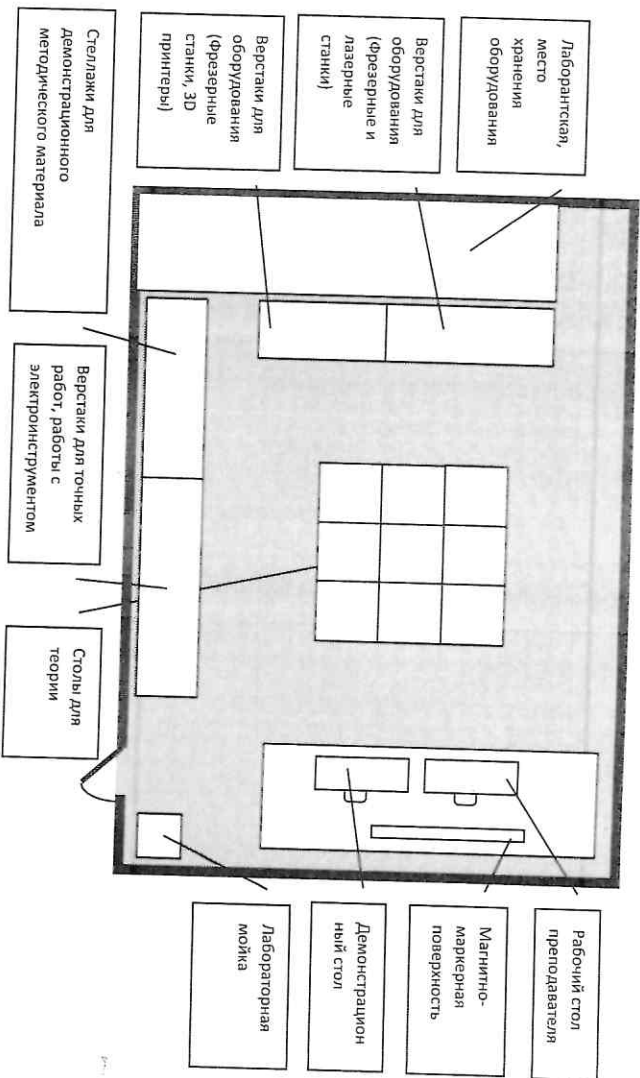 Лаборантская,
место
хранения
оборудования
Верстаки для
оборудования
(Фрезерные и
лазерные
станки)
Верстаки для
оборудования
(Фрезерные
станки, 3D
принтеры)
Стеллажи для
демонстрационного
методического материала
Верстаки для точных
работ, работы с
электроинструментом
Столы для
теории
Рабочий стол
преподавателя
Магнитно-
маркерная
поверхность
Демонстрацион
ный стол
Лабораторная
мойка